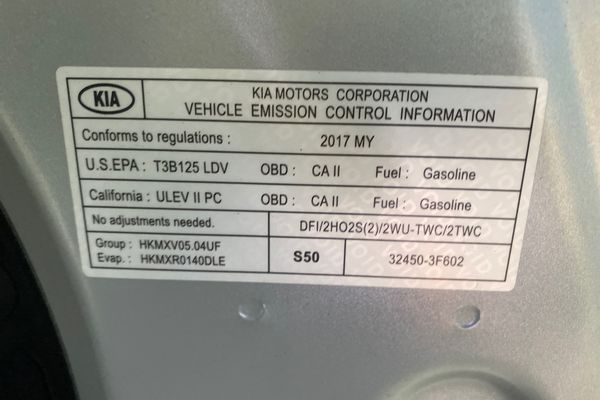 KIA
KIA MOTORS CORPORATION
VEHICLE EMISSION CONTROL INFORMATION
Conforms to regulations : 2017 MY
U.S.EPA : T3B125 LDV OBD : CA II Fuel : Gasoline
California : ULEV II PC OBD : CA II Fuel : Gasoline
No adjustments needed. DFI/2HO2S(2)/2WU-TWC/2TWC
Group : HKMXV05.04UF
Evap. : HKMXR0140DLE
S50 32450-3F602